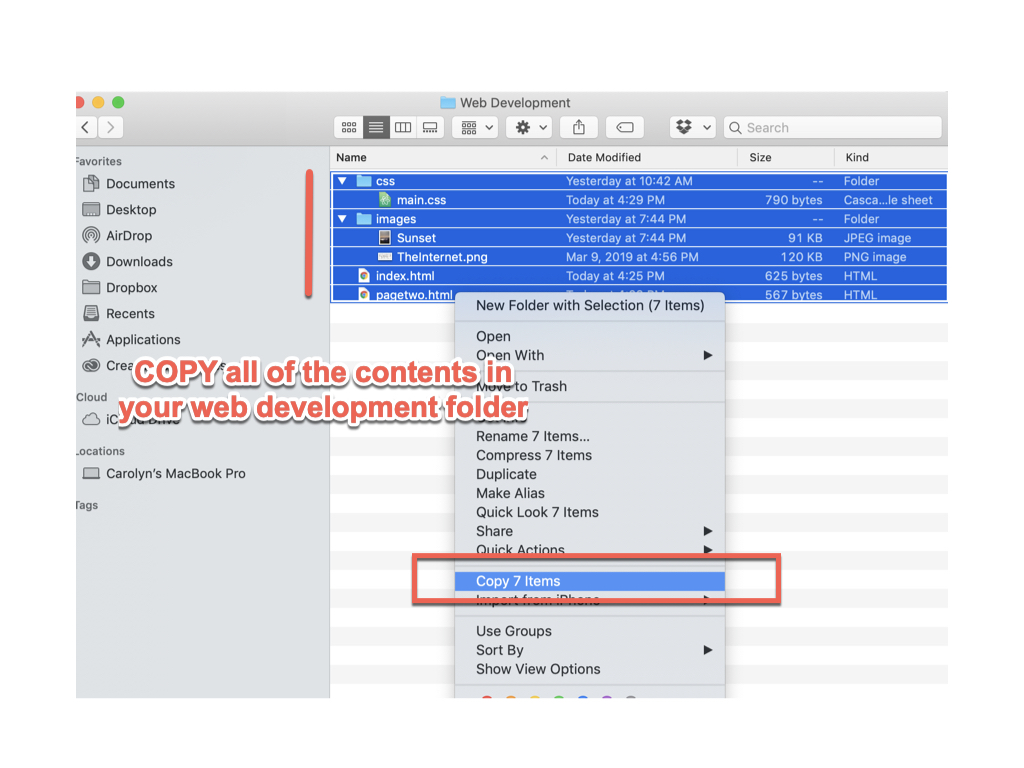 Web Development
Search
Favorites
Documents
Desktop
AirDrop
Downloads
Dropbox
Recents
Applications
Crea
Cloud
iCloud Drive
Locations
Carolyn's MacBook Pro
Tags
Name Date Modified Size Kind
css Yesterday at 10:42 AM -- Folder
main.css Today at 4:29 PM 790 bytes Casca...le sheet
images Yesterday at 7:44 PM -- Folder
Sunset Yesterday at 7:44 PM 91 KB JPEG image
TheInternet.png Mar 9, 2019 at 4:56 PM 120 KB PNG image
index.html Today at 4:25 PM 625 bytes HTML
pagetwo.html 567 bytes HTML
COPY all of the contents in
your web development folder
New Folder with Selection (7 Items)
Open
Open With
Move to Trash
Rename 7 Items...
Compress 7 Items
Duplicate
Make Alias
Quick Look 7 Items
Share
Quick Actions
Copy 7 Items
Import from iPhone
Use Groups
Sort By
Show View Options